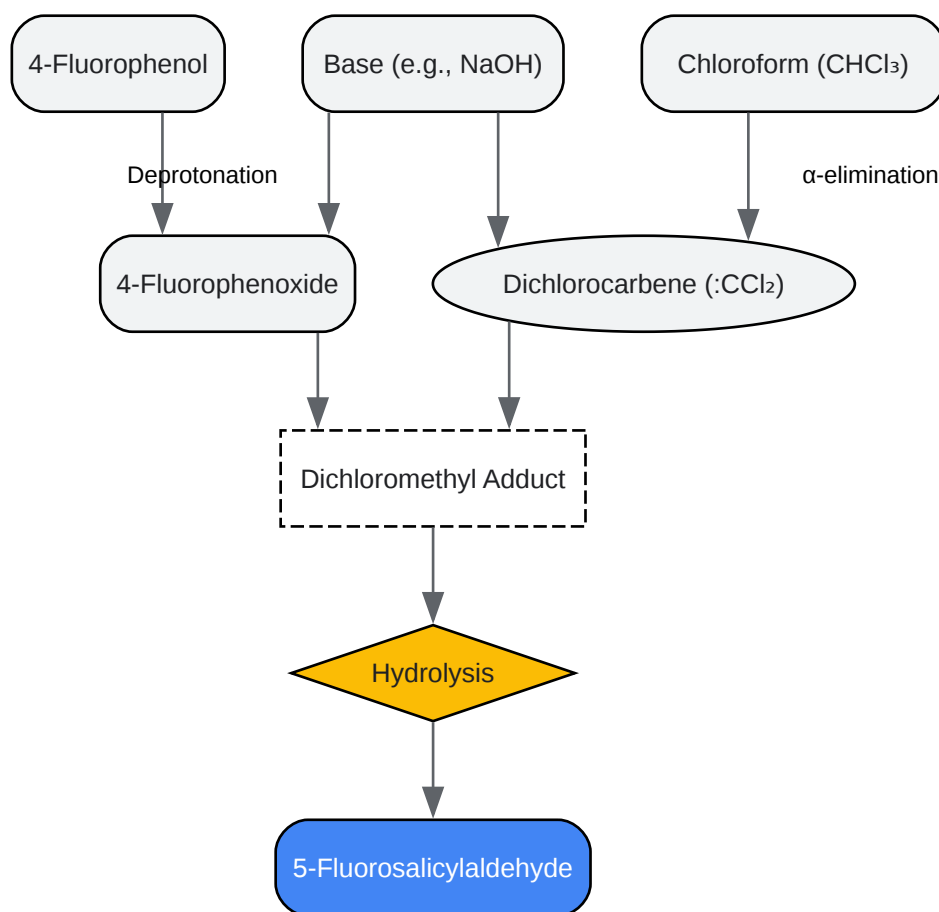 4-Fluorophenol
Base (e.g., NaOH)
Chloroform (CHCl₃)
Deprotonation
α-elimination
4-Fluorophenoxide
Dichlorocarbene (:CCl₂)
Dichloromethyl Adduct
Hydrolysis
5-Fluorosalicylaldehyde